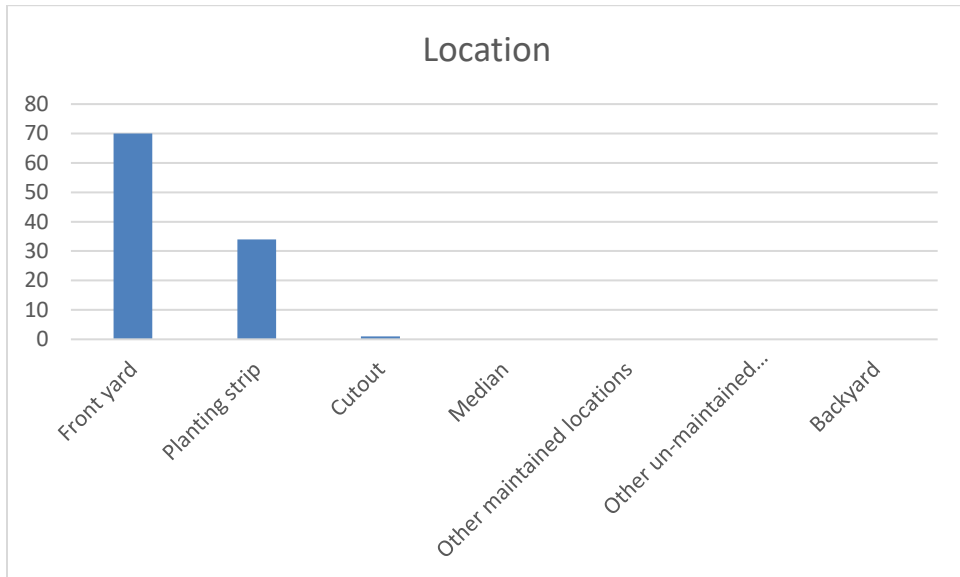 Location
80
70
60
50
40
30
20
10
0
Front yard
Planting strip
Cutout
Median
Other maintained locations
Other un-maintained...
Backyard